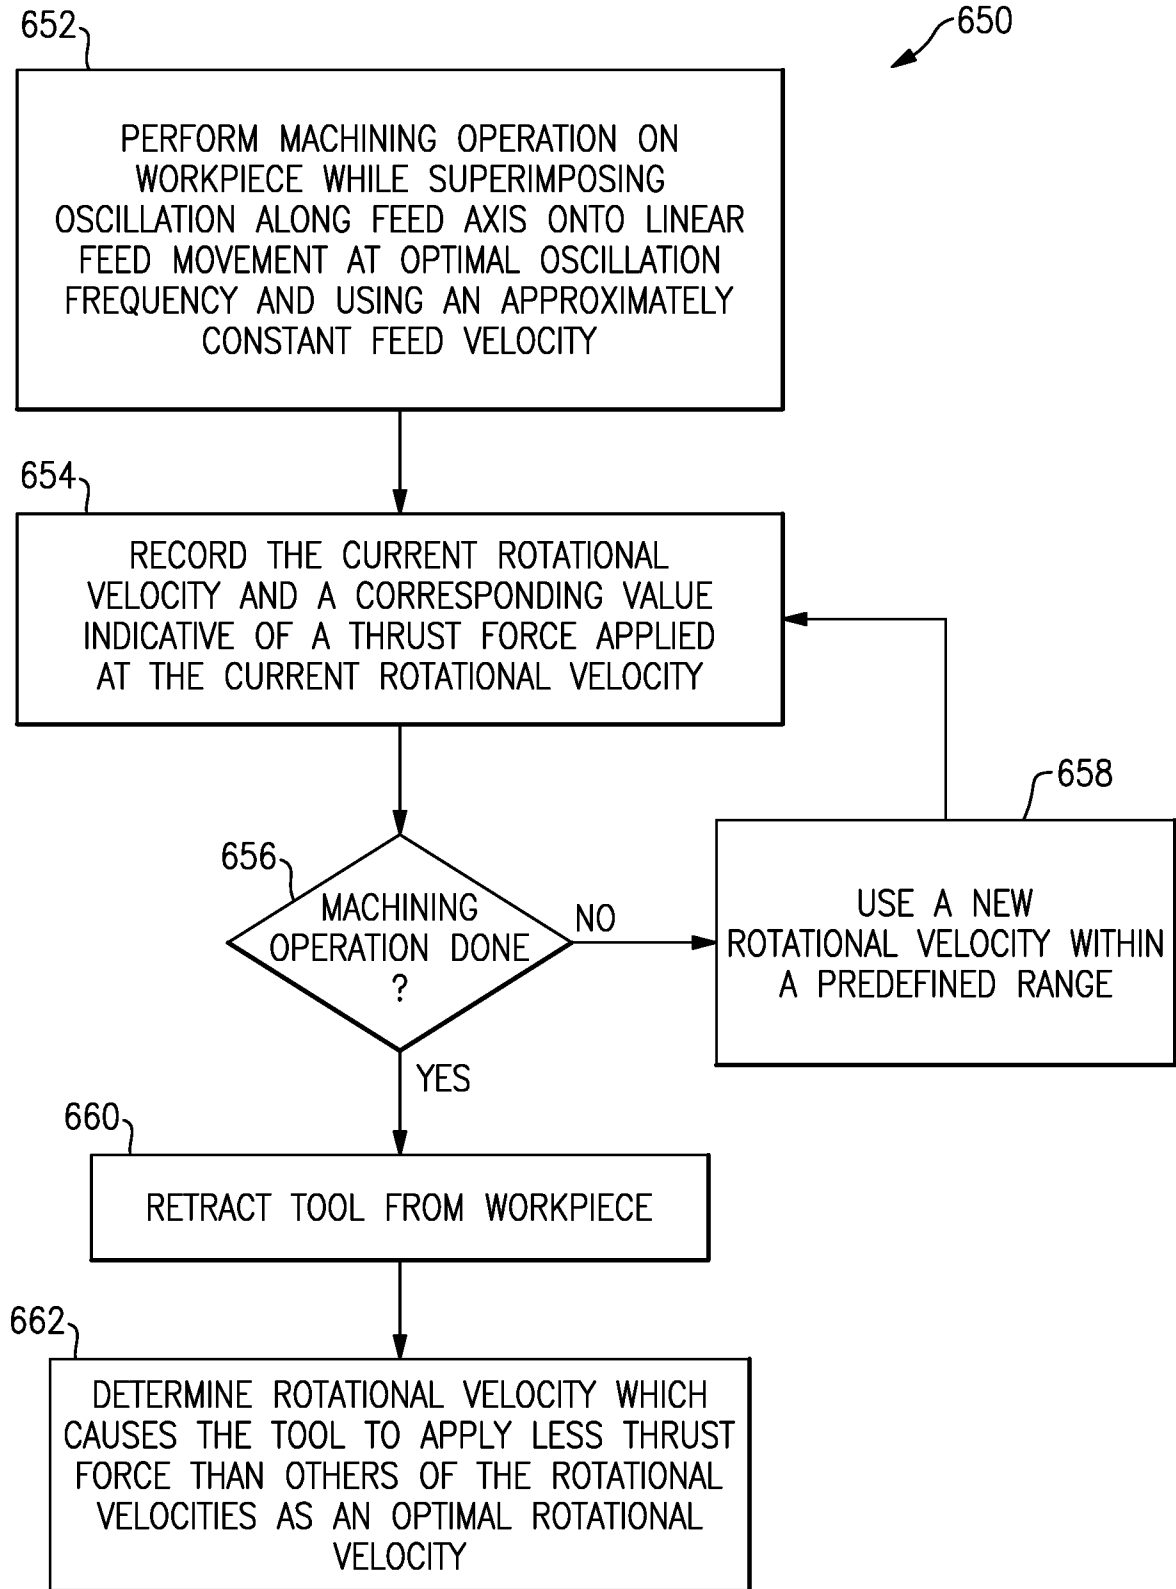 652
650
PERFORM MACHINING OPERATION ON
WORKPIECE WHILE SUPERIMPOSING
OSCILLATION ALONG FEED AXIS ONTO LINEAR
FEED MOVEMENT AT OPTIMAL OSCILLATION
FREQUENCY AND USING AN APPROXIMATELY
CONSTANT FEED VELOCITY
654
RECORD THE CURRENT ROTATIONAL
VELOCITY AND A CORRESPONDING VALUE
INDICATIVE OF A THRUST FORCE APPLIED
AT THE CURRENT ROTATIONAL VELOCITY
656
MACHINING
OPERATION DONE
?
NO
658
USE A NEW
ROTATIONAL VELOCITY WITHIN
A PREDEFINED RANGE
YES
660
RETRACT TOOL FROM WORKPIECE
662
DETERMINE ROTATIONAL VELOCITY WHICH
CAUSES THE TOOL TO APPLY LESS THRUST
FORCE THAN OTHERS OF THE ROTATIONAL
VELOCITIES AS AN OPTIMAL ROTATIONAL
VELOCITY